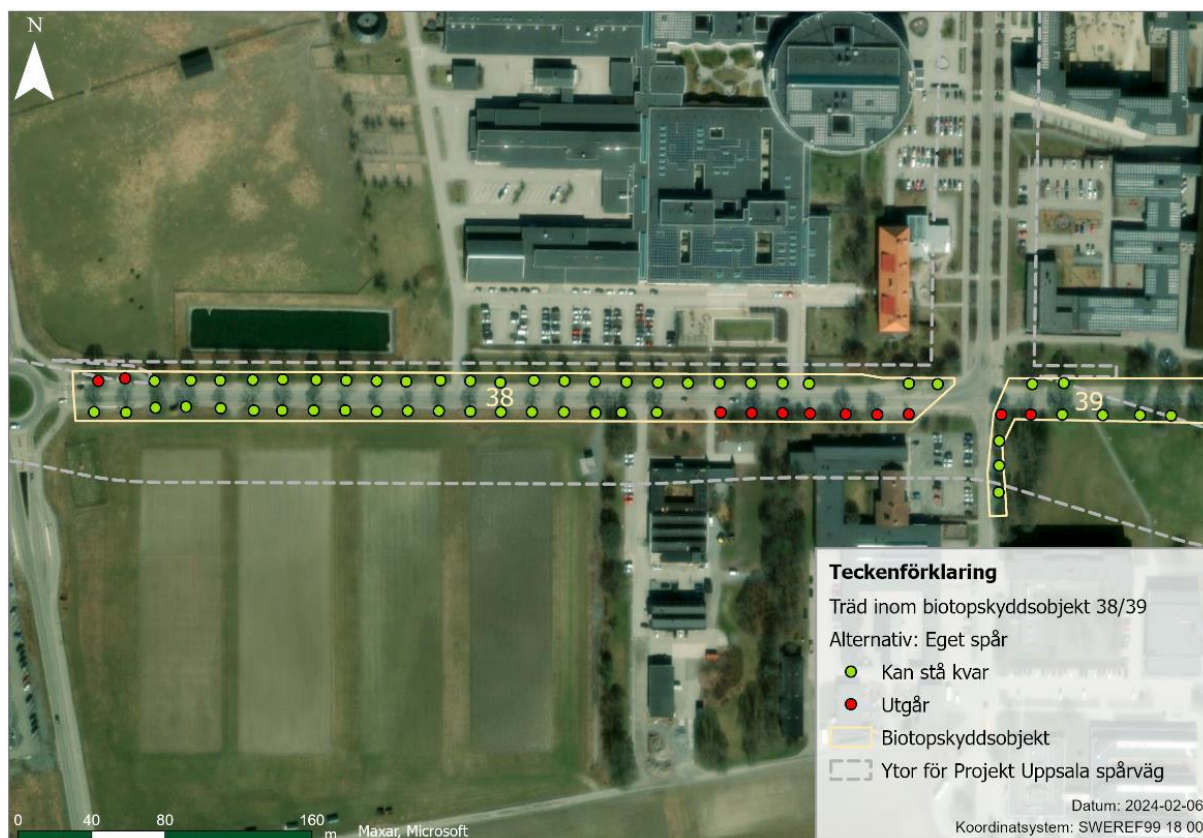 N
38
39
Teckenförklaring
Träd inom biotopskyddsobjekt 38/39
Alternativ: Eget spår
Kan stå kvar
Utgår
Biotopskyddsobjekt
Ytor för Projekt Uppsala spårväg
Datum: 2024-02-06
Koordinatsystem: SWEREF99 18 00
0 40 80 160
m
Maxar, Microsoft